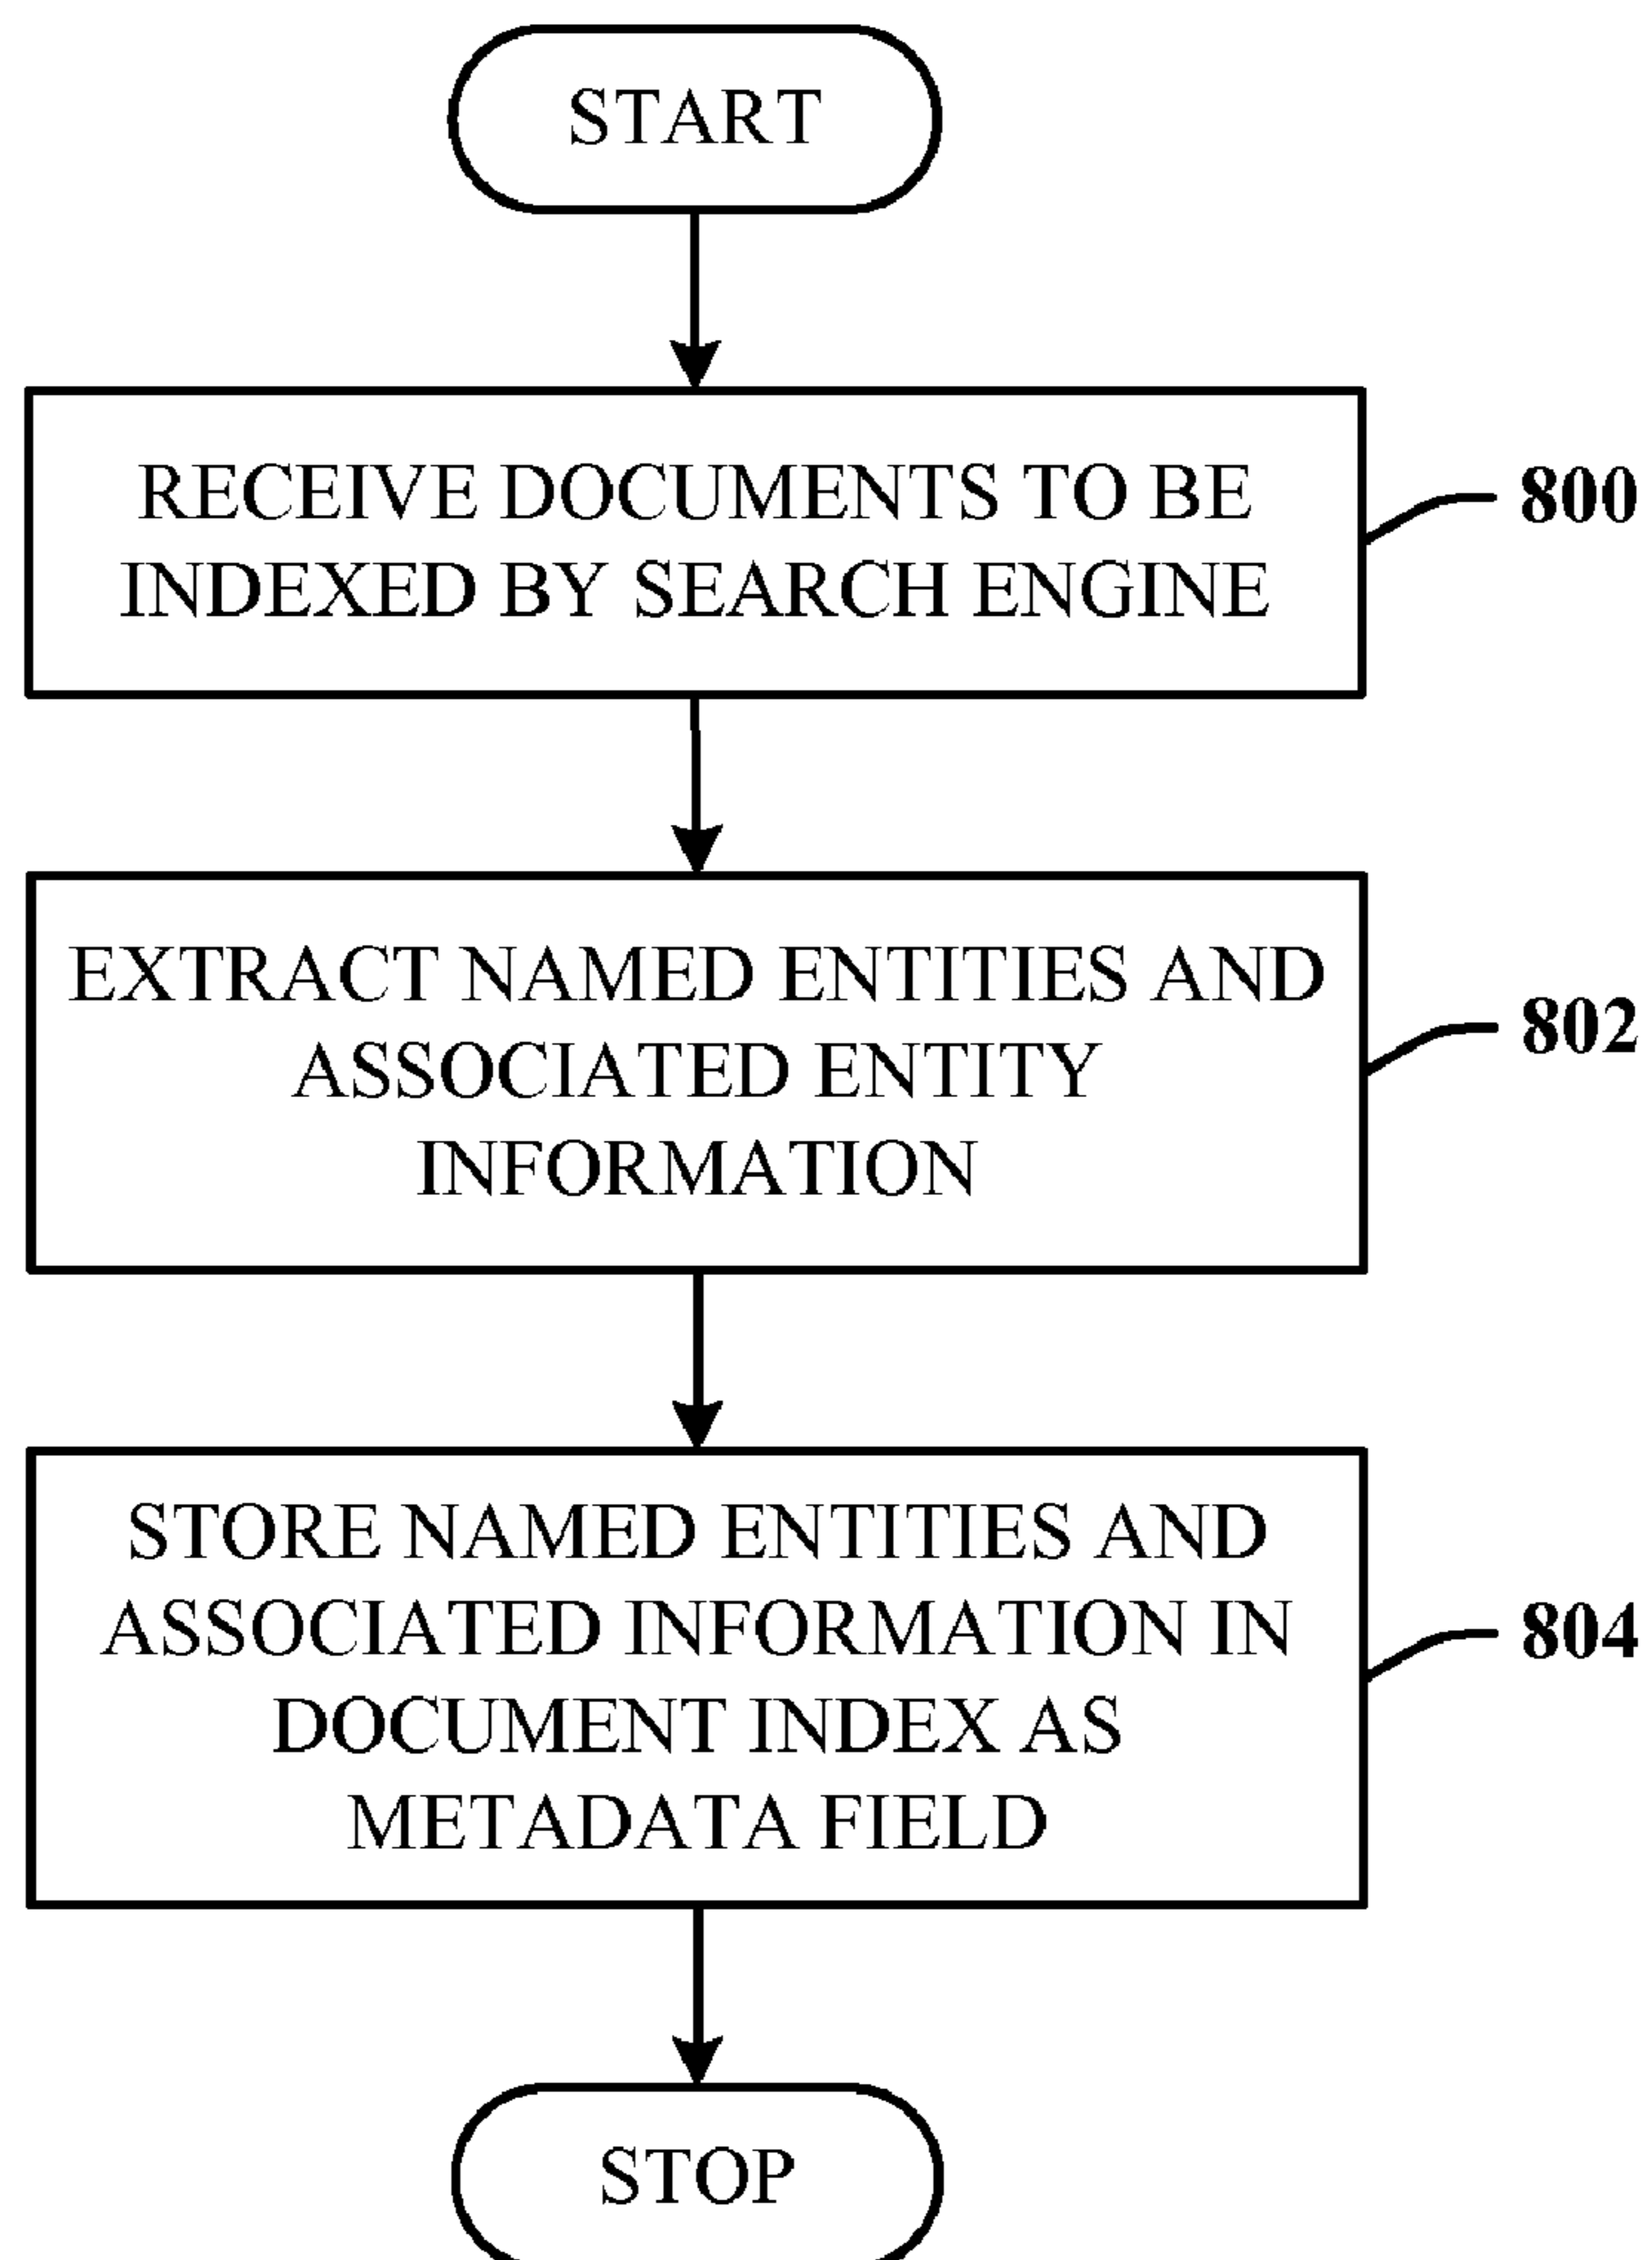 START
RECEIVE DOCUMENTS TO BE
INDEXED BY SEARCH ENGINE
800
EXTRACT NAMED ENTITIES AND
ASSOCIATED ENTITY
INFORMATION
802
STORE NAMED ENTITIES AND
ASSOCIATED INFORMATION IN
DOCUMENT INDEX AS
METADATA FIELD
804
STOP